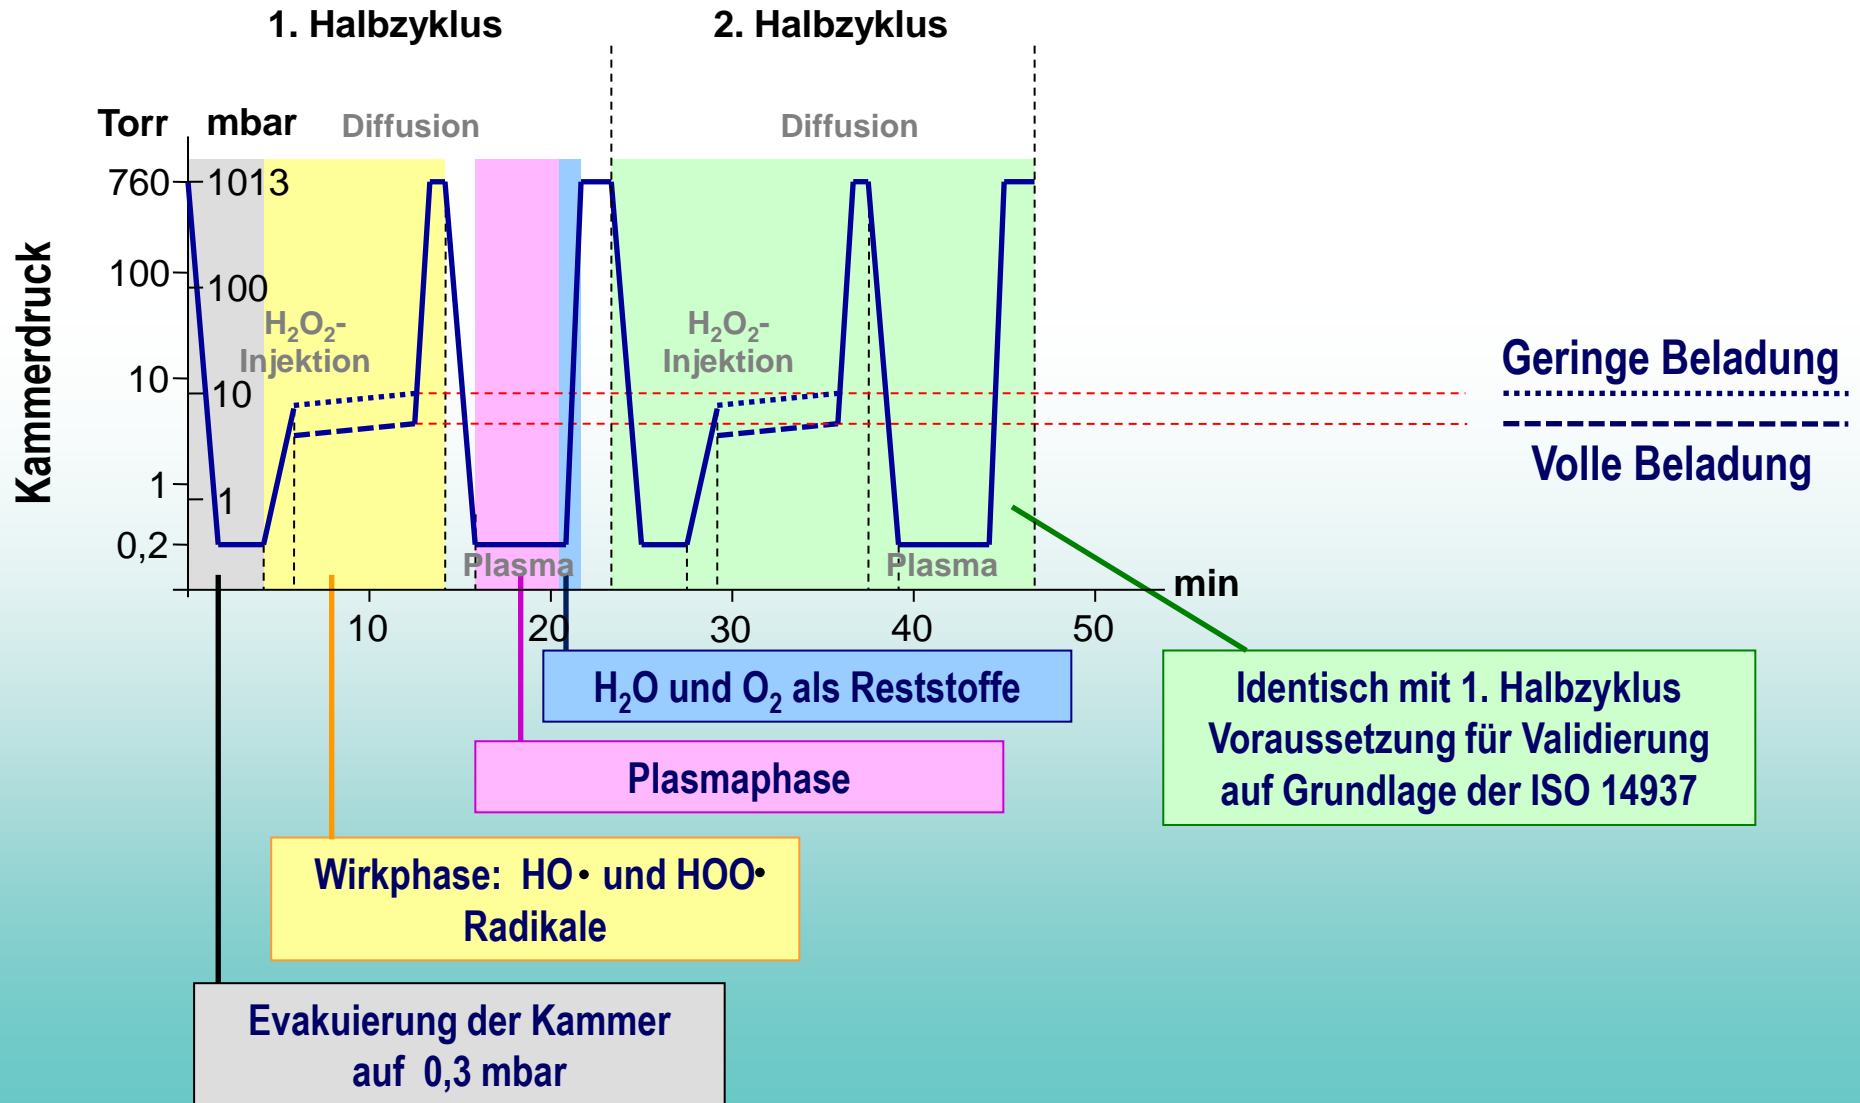 1. Halbzyklus
2. Halbzyklus
Torr
mbar
Diffusion
Diffusion
760
1013
100
100
H₂O₂-
Injektion
H₂O₂-
Injektion
10
10
1
1
0,2
Kammerdruck
Plasma
Plasma
min
10
20
30
40
50
Geringe Beladung
Volle Beladung
H₂O und O₂ als Reststoffe
Plasmaphase
Wirkphase: HO• und HOO•
Radikale
Evakuierung der Kammer
auf 0,3 mbar
Identisch mit 1. Halbzyklus
Voraussetzung für Validierung
auf Grundlage der ISO 14937